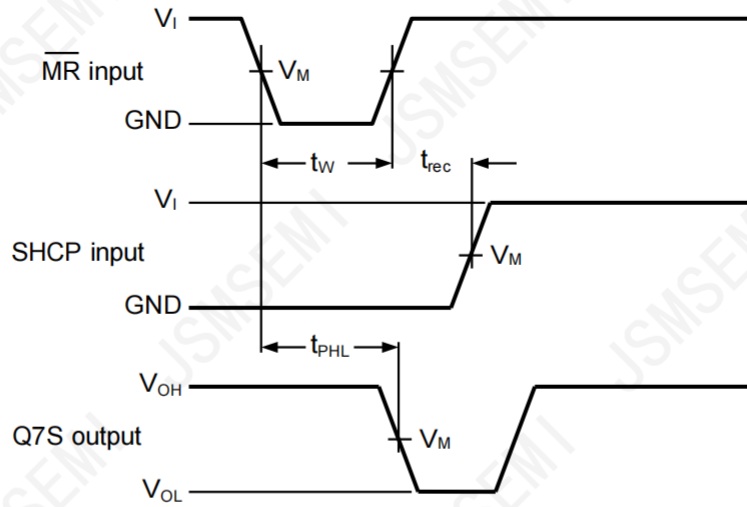 VI
MR input
VM
GND
tW
trec
VI
SHCP input
VM
GND
tPHL
VOH
Q7S output
VM
VOL
JSMSEMI
JSMSEMI
JSMSEMI
JSMSEMI